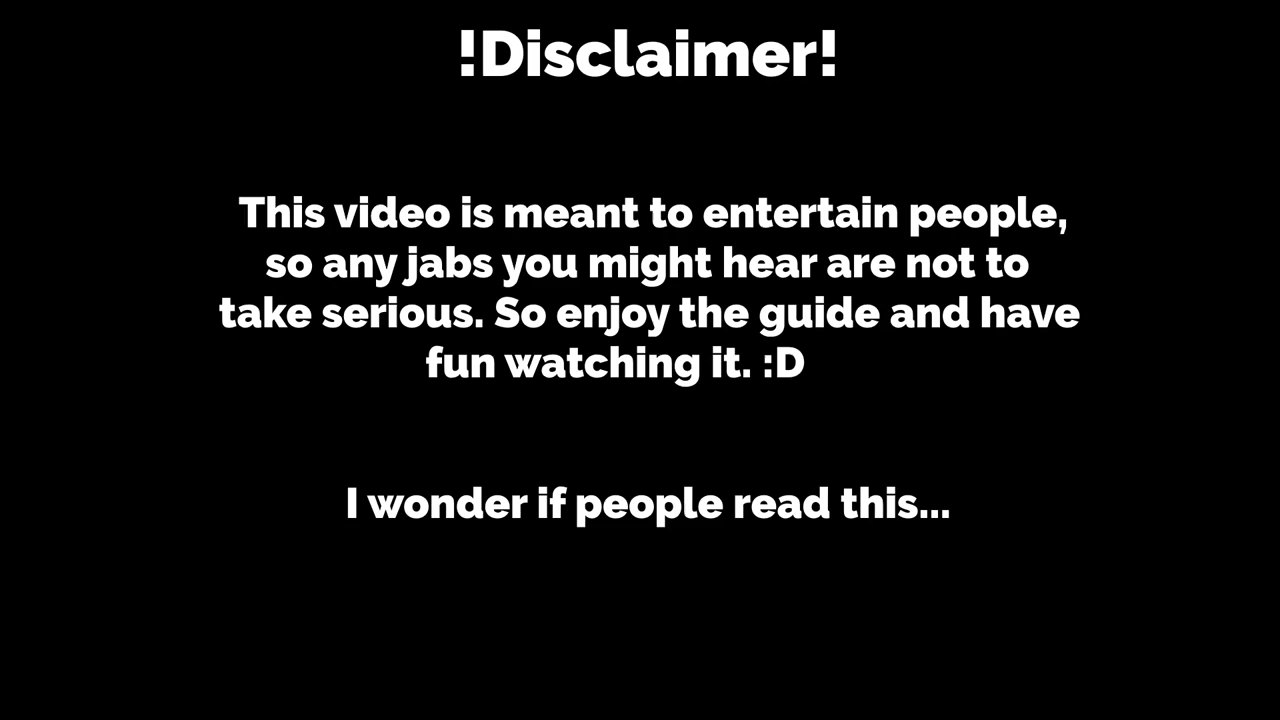 !Disclaimer!
This video is meant to entertain people,
so any jabs you might hear are not to
take serious. So enjoy the guide and have
fun watching it. :D
I wonder if people read this...